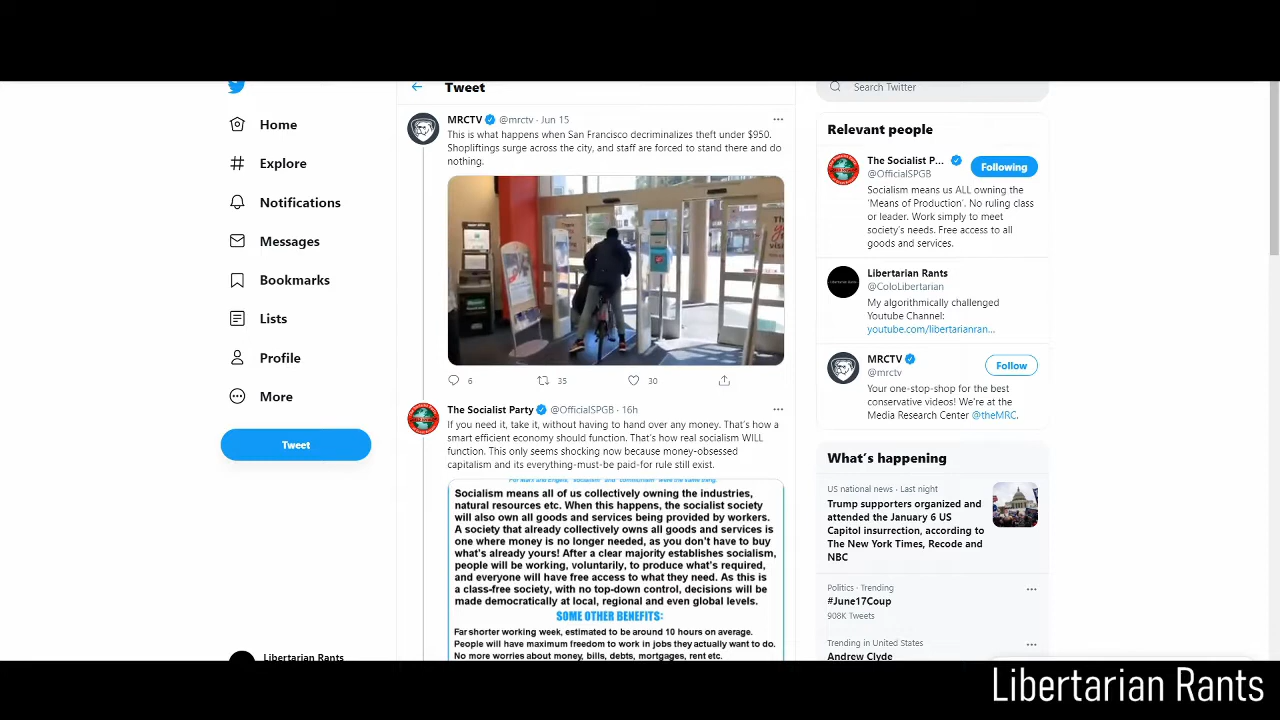 Tweet
Search Twitter
Home
Explore
Notifications
Messages
Bookmarks
Lists
Profile
More
Tweet
Libertarian Rants
MRCTV @mrctv · Jun 15
This is what happens when San Francisco decriminalizes theft under $950.
Shopliftings surge across the city, and staff are forced to stand there and do
nothing.
6 35 30
The Socialist Party @OfficialSPGB · 16h
If you need it, take it, without having to hand over any money. That's how a
smart efficient economy should function. That's how real socialism WILL
function. This only seems shocking now because money-obsessed
capitalism and its everything-must-be paid-for rule still exist.
For Marx and Engels, "socialism" and "communism" were the same thing.
Socialism means all of us collectively owning the industries,
natural resources etc. When this happens, the socialist society
will also own all goods and services being provided by workers.
A society that already collectively owns all goods and services is
one where money is no longer needed, as you don't have to buy
what's already yours! After a clear majority establishes socialism,
people will be working, voluntarily, to produce what's required,
and everyone will have free access to what they need. As this is
a class-free society, with no top-down control, decisions will be
made democratically at local, regional and even global levels.
SOME OTHER BENEFITS:
Far shorter working week, estimated to be around 10 hours on average.
People will have maximum freedom to work in jobs they actually want to do.
No more worries about money, bills, debts, mortgages, rent etc.
Relevant people
The Socialist P...
@OfficialSPGB
Following
Socialism means us ALL owning the
'Means of Production'. No ruling class
or leader. Work simply to meet
society's needs. Free access to all
goods and services.
Libertarian Rants
@ColoLibertarian
My algorithmically challenged
Youtube Channel:
youtube.com/libertarianran...
MRCTV
@mrctv
Follow
Your one-stop-shop for the best
conservative videos! We're at the
Media Research Center @theMRC.
What's happening
US national news · Last night
Trump supporters organized and
attended the January 6 US
Capitol insurrection, according to
The New York Times, Recode and
NBC
Politics · Trending
#June17Coup
908K Tweets
Trending in United States
Andrew Clyde
Libertarian Rants